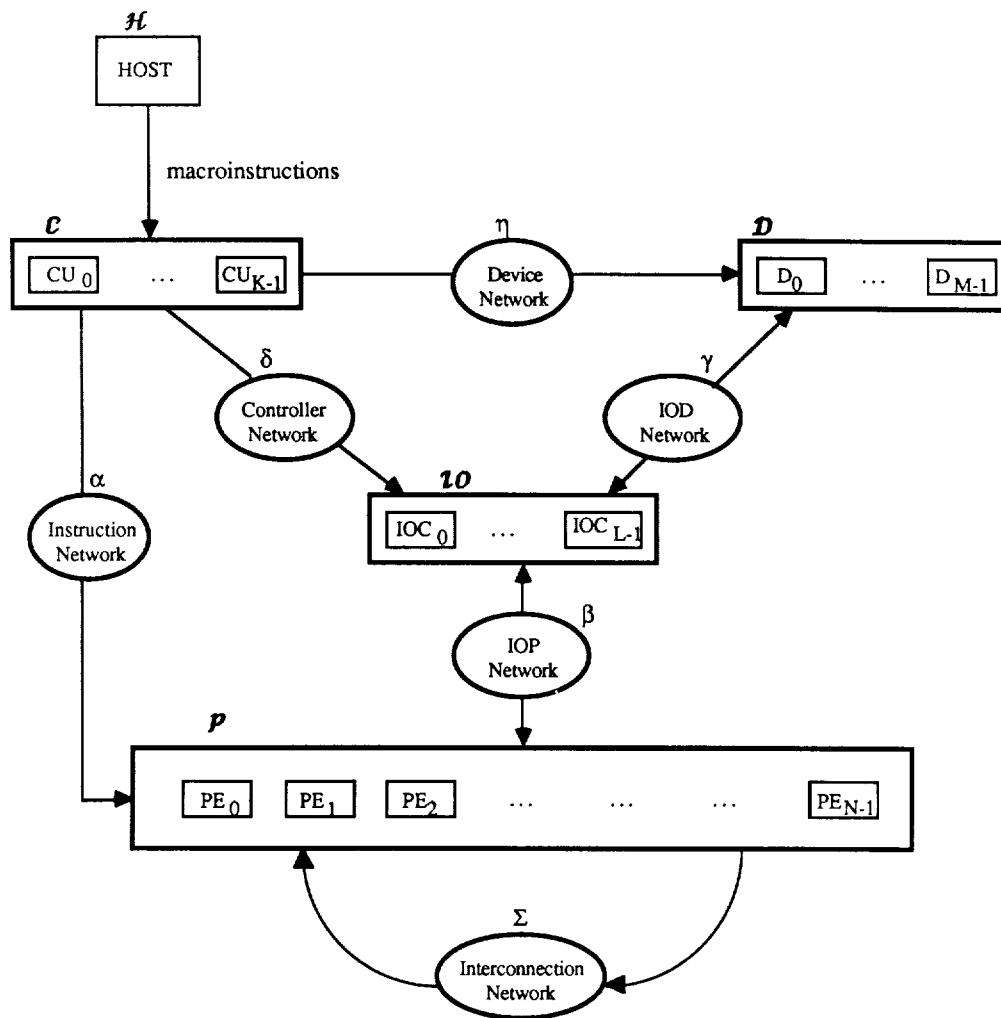 ℋ
HOST
macroinstructions
𝒞
CU 0 ... CU K-1
η
Device
Network
𝒟
D 0 ... D M-1
δ
Controller
Network
γ
IOD
Network
ℐ𝒪
IOC 0 ... IOC L-1
α
Instruction
Network
β
IOP
Network
𝒫
PE 0 PE 1 PE 2 ... ... ... PE N-1
Σ
Interconnection
Network